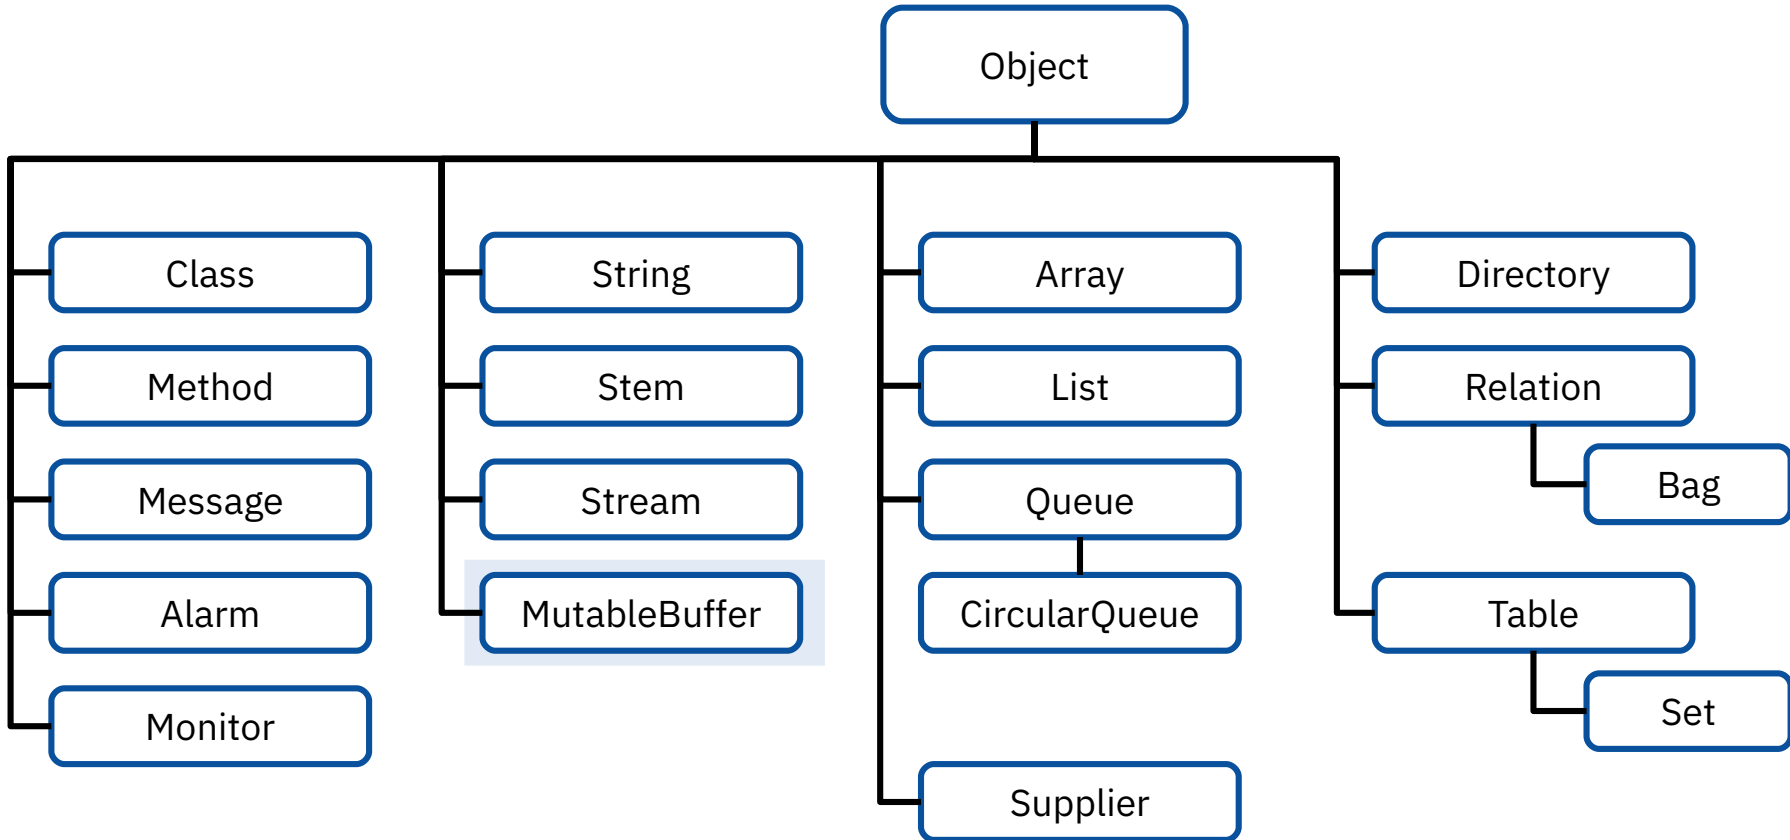 Object
Class
Method
Message
Alarm
Monitor
String
Stem
Stream
MutableBuffer
Array
List
Queue
CircularQueue
Supplier
Directory
Relation
Bag
Table
Set